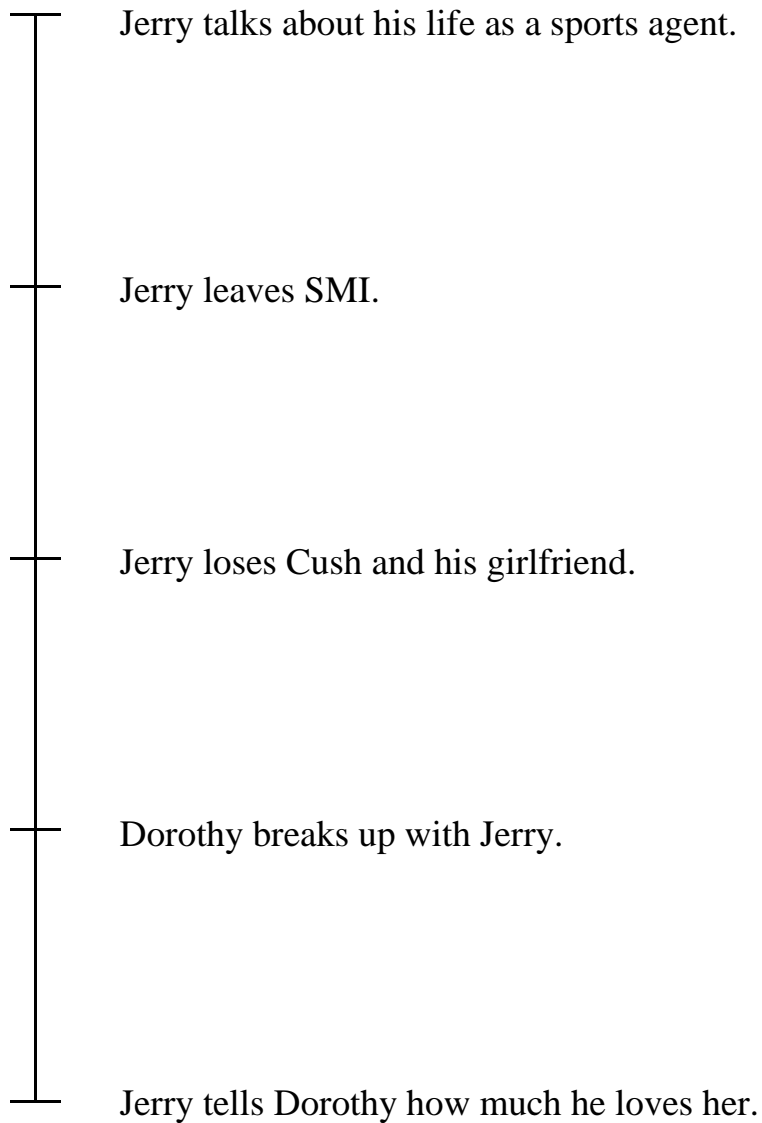 Jerry talks about his life as a sports agent.
Jerry leaves SMI.
Jerry loses Cush and his girlfriend.
Dorothy breaks up with Jerry.
Jerry tells Dorothy how much he loves her.